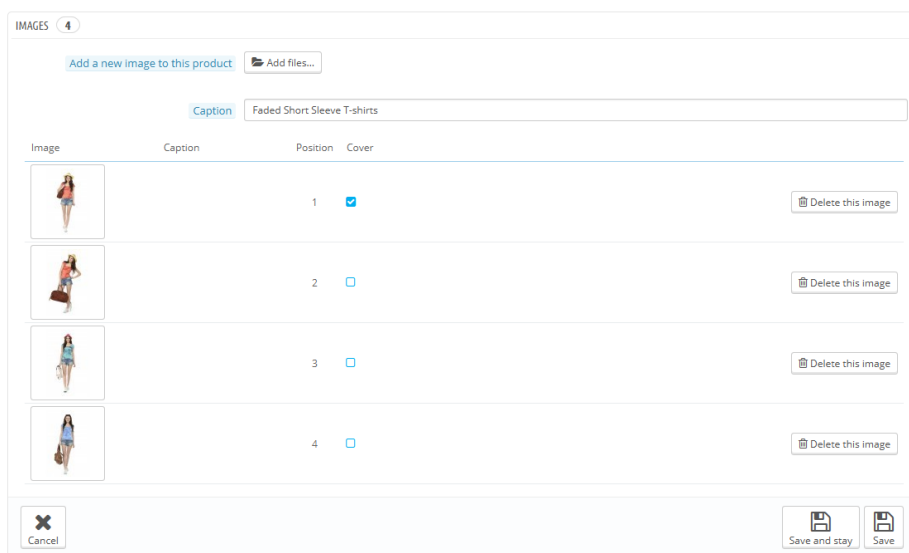 IMAGES 4
Add a new image to this product Add files...
Caption Faded Short Sleeve T-shirts
Image Caption Position Cover
1 Delete this image
2 Delete this image
3 Delete this image
4 Delete this image
Cancel Save and stay Save